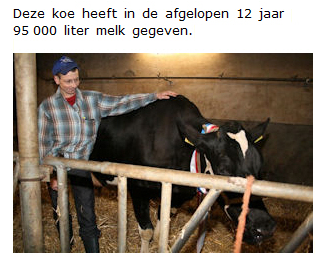 Deze koe heeft in de afgelopen 12 jaar
95 000 liter melk gegeven.